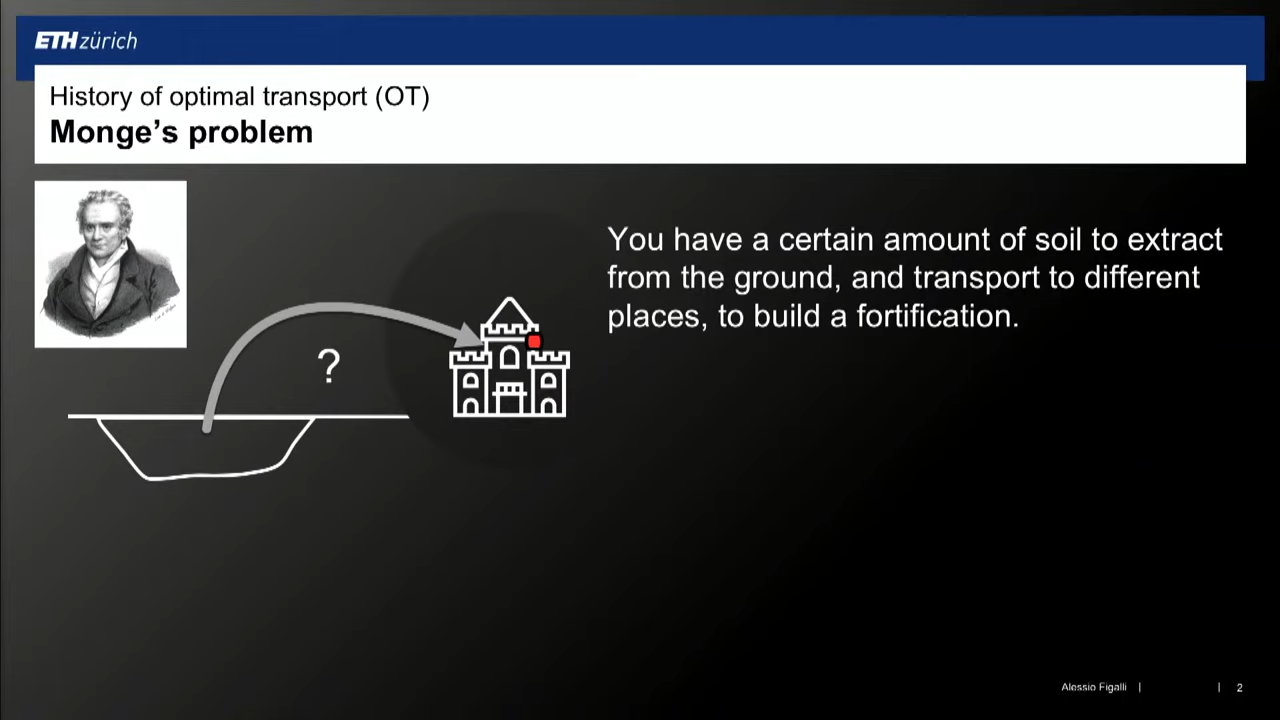 ETH zürich
History of optimal transport (OT)
Monge's problem
You have a certain amount of soil to extract
from the ground, and transport to different
places, to build a fortification.
?
Alessio Figalli | | 2